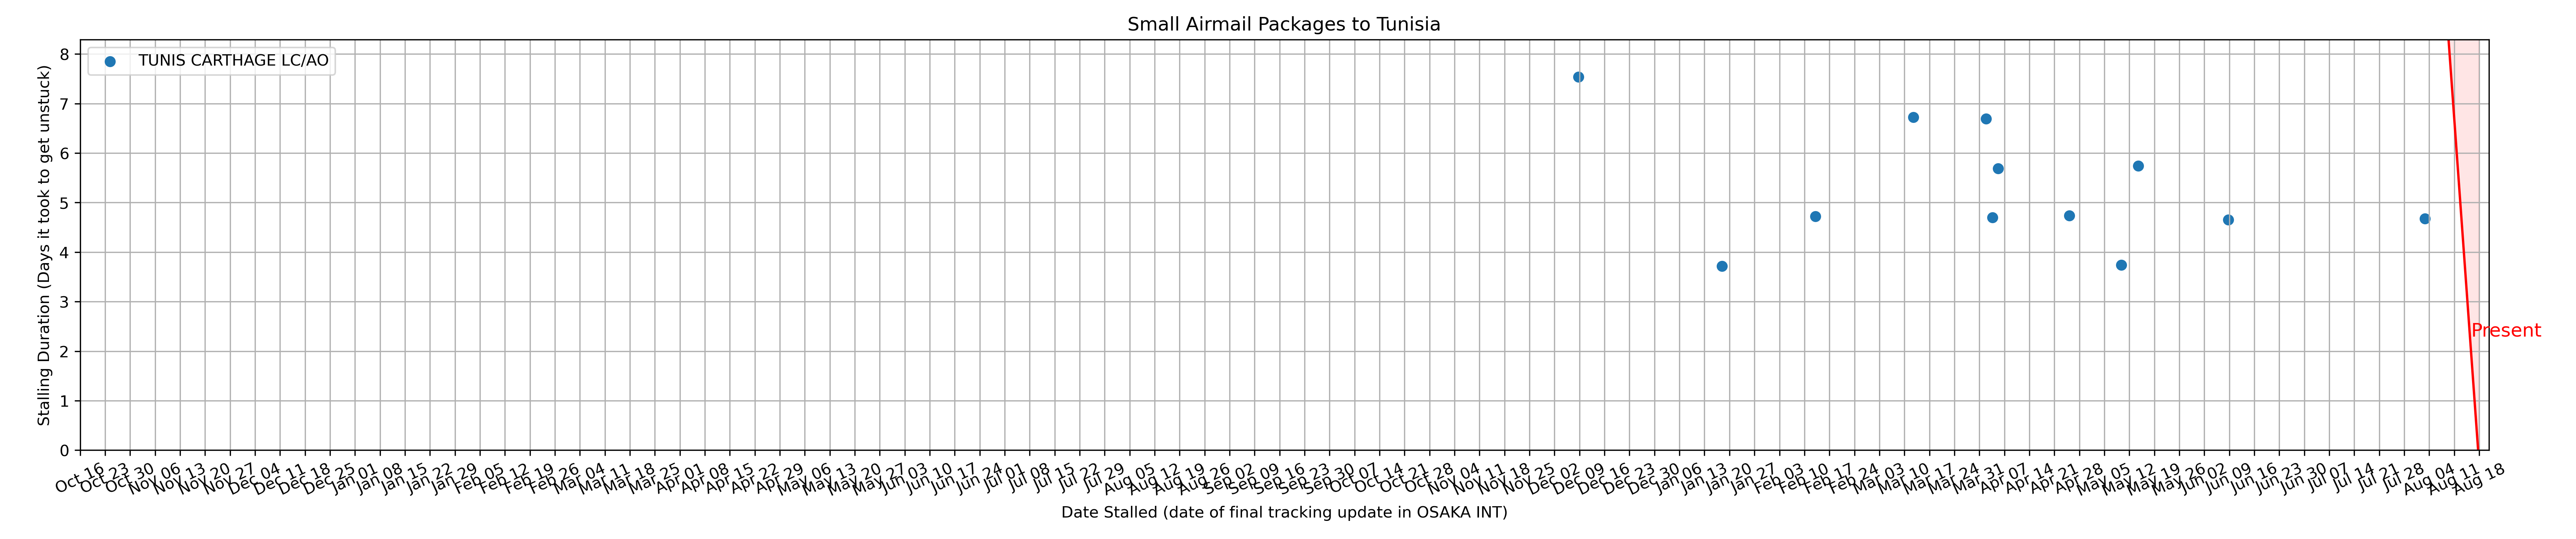 Small Airmail Packages to Tunisia
TUNIS CARTHAGE LC/AO
Stalling Duration (Days it took to get unstuck)
8
7
6
5
4
3
2
1
0
Present
Oct 16 Oct 23 Oct 30 Nov 06 Nov 13 Nov 20 Nov 27 Dec 04 Dec 11 Dec 18 Dec 25 Jan 01 Jan 08 Jan 15 Jan 22 Jan 29 Feb 05 Feb 12 Feb 19 Feb 26 Mar 04 Mar 11 Mar 18 Mar 25 Apr 01 Apr 08 Apr 15 Apr 22 Apr 29 May 06 May 13 May 20 May 27 Jun 03 Jun 10 Jun 17 Jun 24 Jul 01 Jul 08 Jul 15 Jul 22 Jul 29 Aug 05 Aug 12 Aug 19 Aug 26 Sep 02 Sep 09 Sep 16 Sep 23 Sep 30 Oct 07 Oct 14 Oct 21 Oct 28 Nov 04 Nov 11 Nov 18 Nov 25 Dec 02 Dec 09 Dec 16 Dec 23 Dec 30 Jan 06 Jan 13 Jan 20 Jan 27 Feb 03 Feb 10 Feb 17 Feb 24 Mar 03 Mar 10 Mar 17 Mar 24 Mar 31 Apr 07 Apr 14 Apr 21 Apr 28 May 05 May 12 May 19 May 26 Jun 02 Jun 09 Jun 16 Jun 23 Jun 30 Jul 07 Jul 14 Jul 21 Jul 28 Aug 04 Aug 11 Aug 18
Date Stalled (date of final tracking update in OSAKA INT)